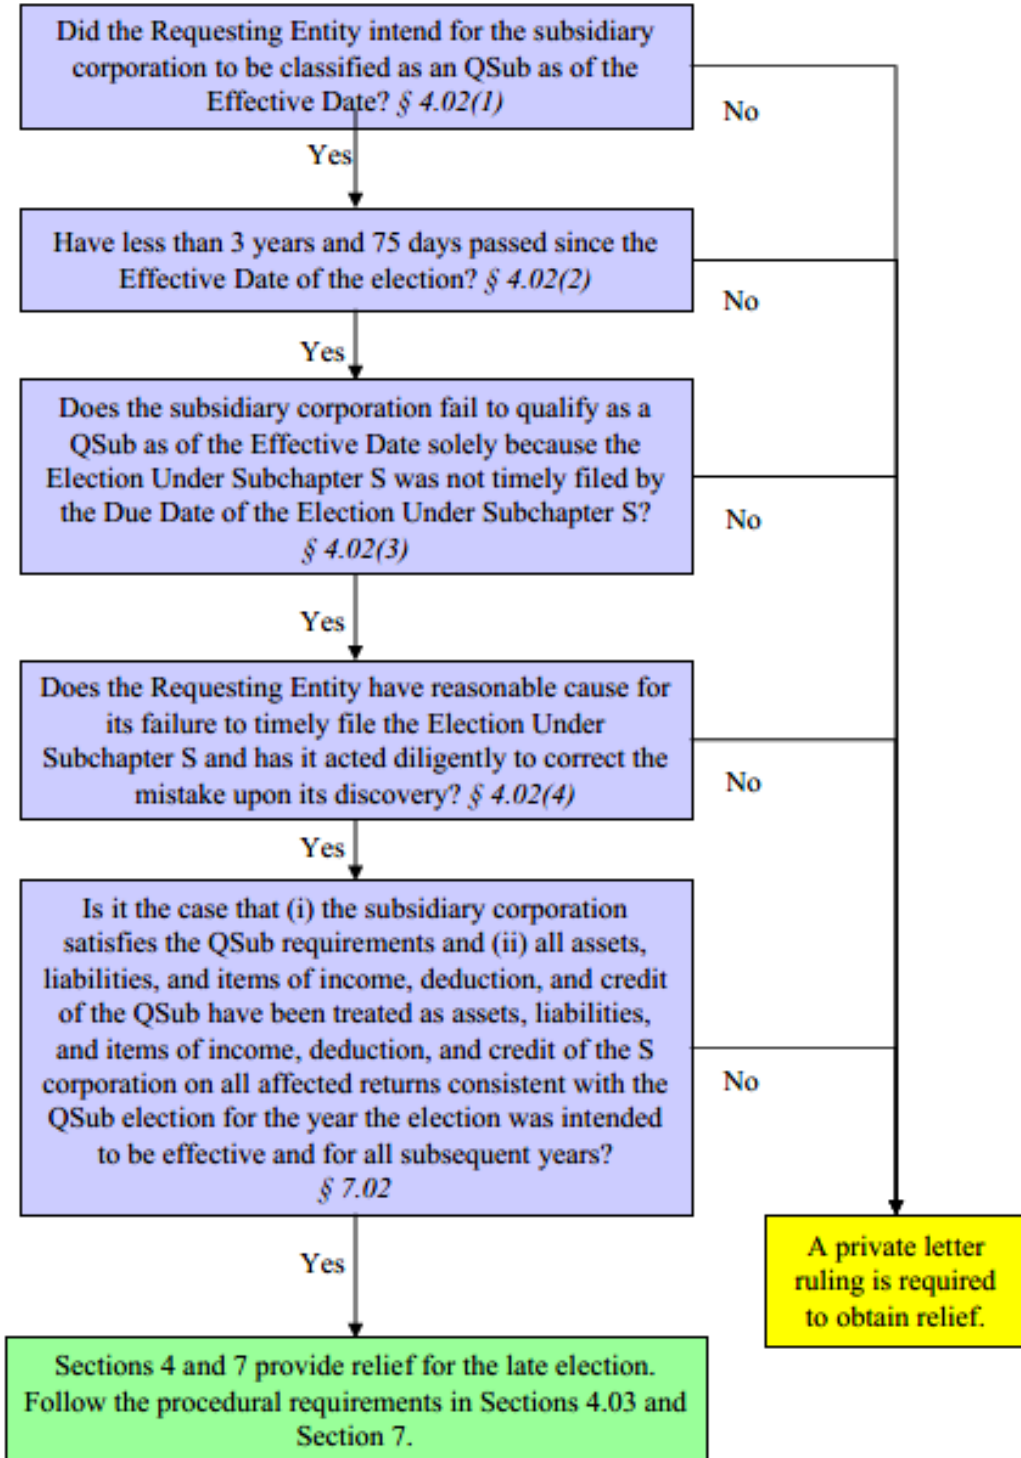 Did the Requesting Entity intend for the subsidiary
corporation to be classified as an QSub as of the
Effective Date? § 4.02(1)
No
Yes
Have less than 3 years and 75 days passed since the
Effective Date of the election? § 4.02(2)
No
Yes
Does the subsidiary corporation fail to qualify as a
QSub as of the Effective Date solely because the
Election Under Subchapter S was not timely filed by
the Due Date of the Election Under Subchapter S?
§ 4.02(3)
No
Yes
Does the Requesting Entity have reasonable cause for
its failure to timely file the Election Under
Subchapter S and has it acted diligently to correct the
mistake upon its discovery? § 4.02(4)
No
Yes
Is it the case that (i) the subsidiary corporation
satisfies the QSub requirements and (ii) all assets,
liabilities, and items of income, deduction, and credit
of the QSub have been treated as assets, liabilities,
and items of income, deduction, and credit of the S
corporation on all affected returns consistent with the
QSub election for the year the election was intended
to be effective and for all subsequent years?
§ 7.02
No
Yes
A private letter
ruling is required
to obtain relief.
Sections 4 and 7 provide relief for the late election.
Follow the procedural requirements in Sections 4.03 and
Section 7.